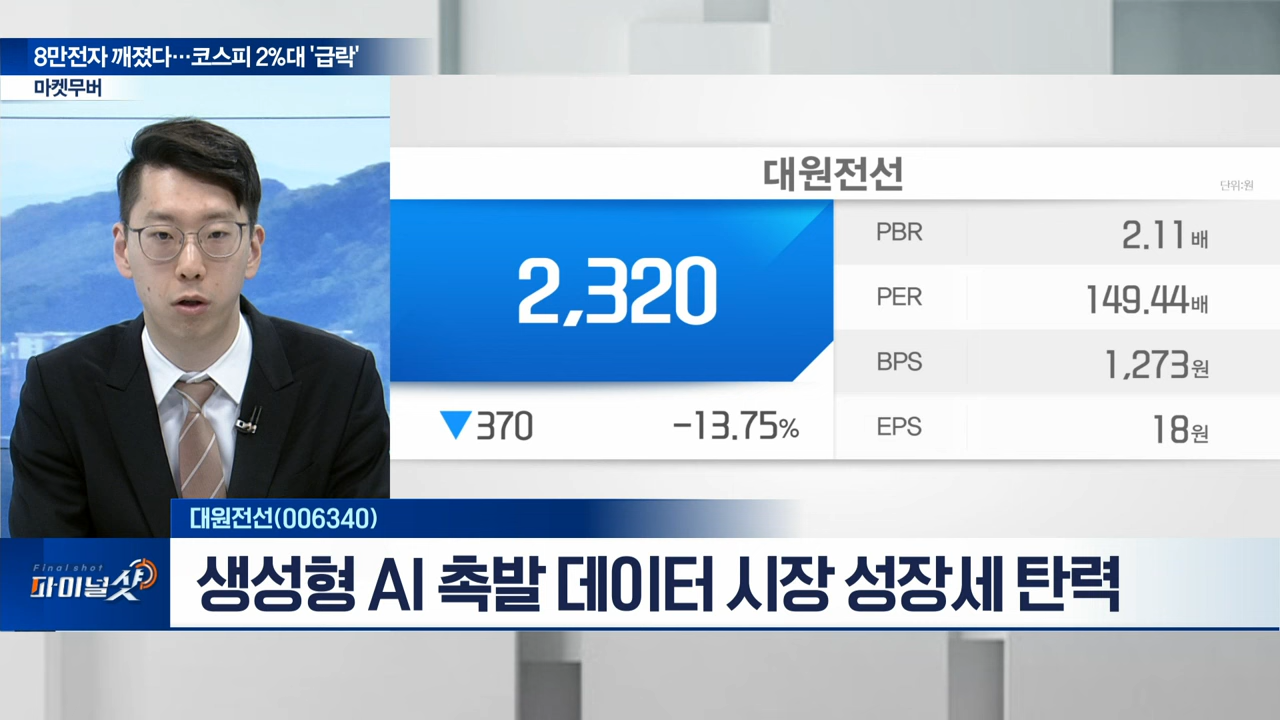 8만전자 깨졌다…코스피 2%대 '급락'
마켓무버
대원전선
단위:원
2,320
▼370 -13.75%
PBR 2.11배
PER 149.44배
BPS 1,273원
EPS 18원
대원전선(006340)
Final shot
파이널샷
생성형 AI 촉발 데이터 시장 성장세 탄력